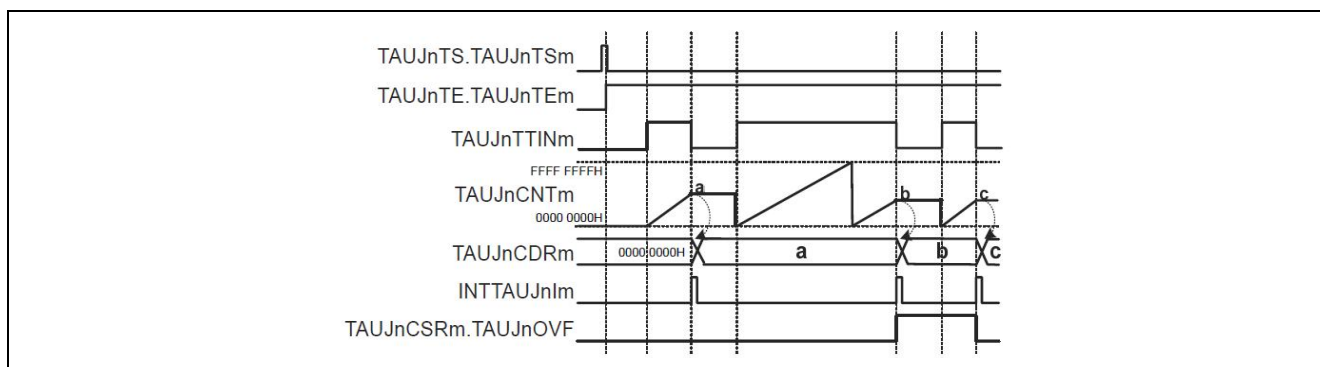 TAUJnTS.TAUJnTSm
TAUJnTE.TAUJnTEm
TAUJnTTINm
FFFF FFFFH
TAUJnCNTm
a
b
c
0000 0000H
TAUJnCDRm
0000 0000H
a
b
c
INTTAUJnIm
TAUJnCSRm.TAUJnOVF